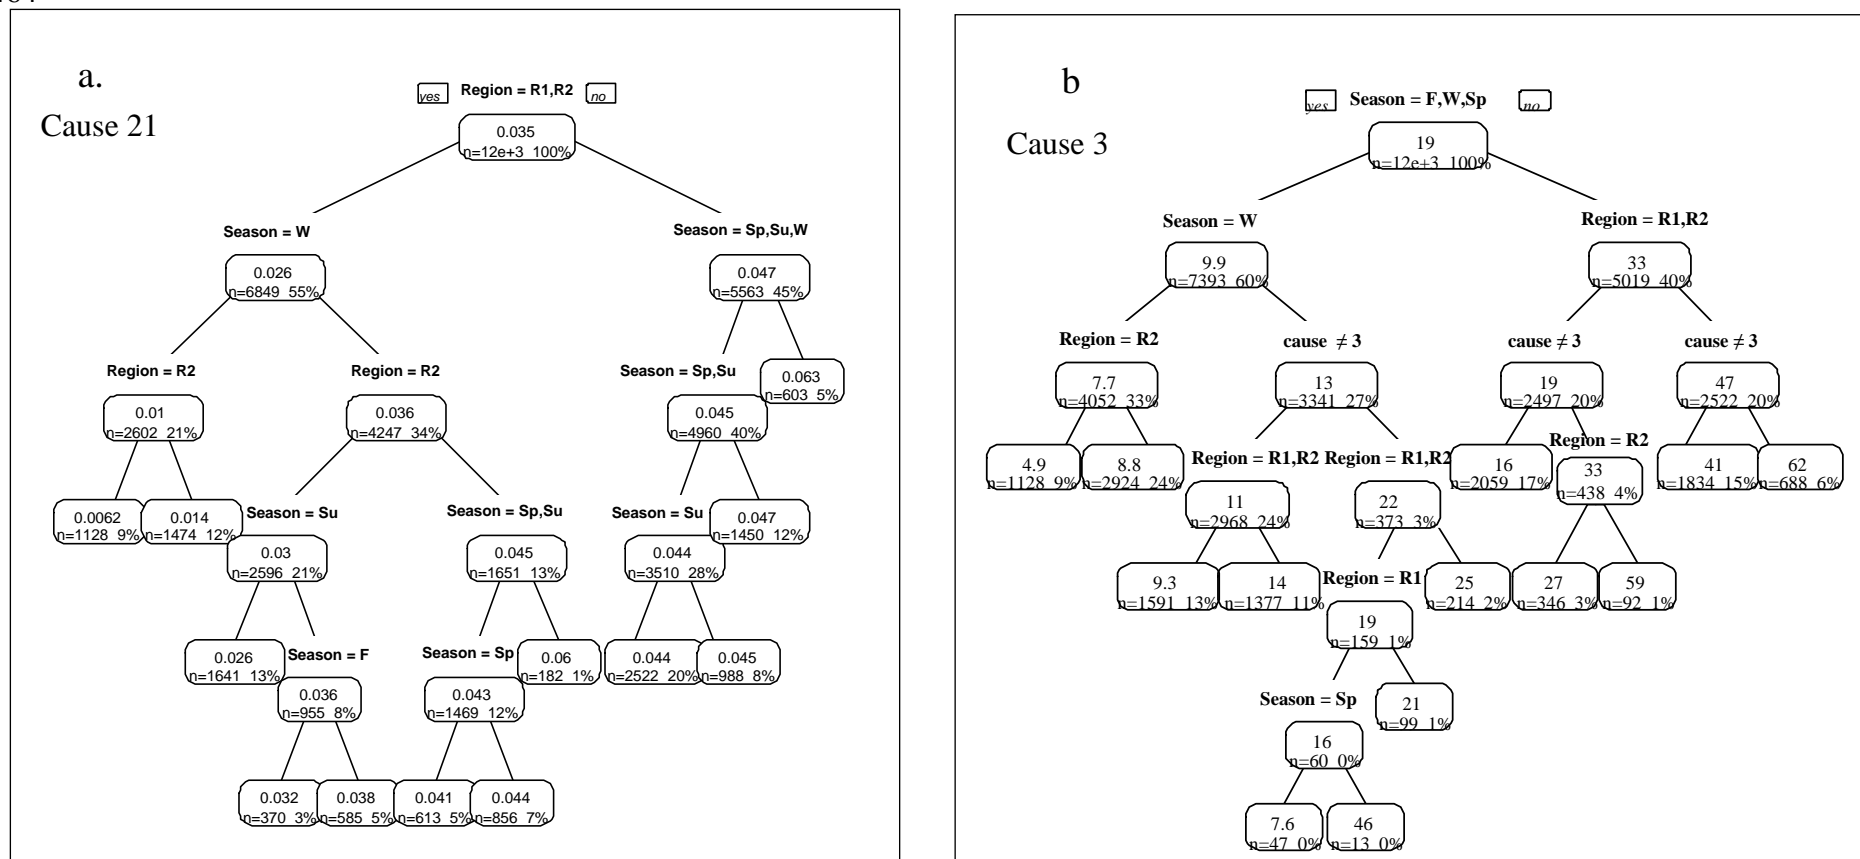 a.
Cause 21
yes Region = R1,R2 no
0.035
n=12e+3 100%
Season = W Season = Sp,Su,W
0.026 0.047
n=6849 55% n=5563 45%
Region = R2 Region = R2 Season = Sp,Su
0.063
n=603 5%
0.01 0.036 0.045
n=2602 21% n=4247 34% n=4960 40%
0.0062 0.014 Season = Su Season = Sp,Su Season = Su 0.047
n=1128 9% n=1474 12% n=1450 12%
0.03 0.045 0.044
n=2596 21% n=1651 13% n=3510 28%
0.026 Season = F Season = Sp 0.06 0.044 0.045
n=1641 13% n=182 1% n=2522 20% n=988 8%
0.036 0.043
n=955 8% n=1469 12%
0.032 0.038 0.041 0.044
n=370 3% n=585 5% n=613 5% n=856 7%
b
Cause 3
yes Season = F,W,Sp no
19
n=12e+3 100%
Season = W Region = R1,R2
9.9 33
n=7393 60% n=5019 40%
Region = R2 cause ≠ 3 cause ≠ 3 cause ≠ 3
7.7 13 19 47
n=4052 33% n=3341 27% n=2497 20% n=2522 20%
Region = R2
4.9 8.8 Region = R1,R2 Region = R1,R2 16 33 41 62
n=1128 9% n=2924 24% n=2059 17% n=438 4% n=1834 15% n=688 6%
11 22
n=2968 24% n=373 3%
9.3 14 Region = R1 25 27 59
n=1591 13% n=1377 11% n=214 2% n=346 3% n=92 1%
19
n=159 1%
Season = Sp 21
n=99 1%
16
n=60 0%
7.6 46
n=47 0% n=13 0%